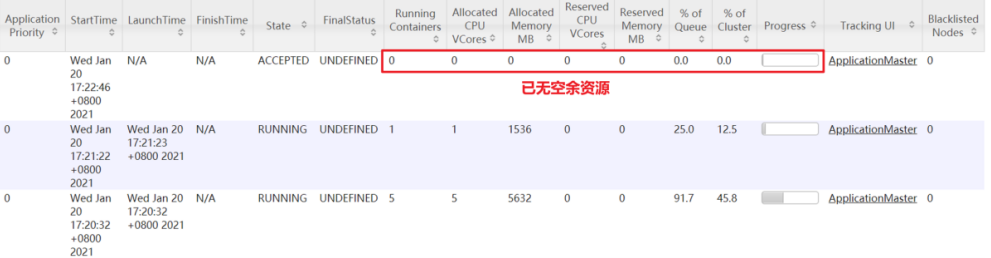 Application Priority StartTime LaunchTime FinishTime State FinalStatus Running Containers Allocated CPU VCores Allocated Memory MB Reserved CPU VCores Reserved Memory MB % of Queue % of Cluster Progress Tracking UI Blacklisted Nodes
0 Wed Jan 20 17:22:46 +0800 2021 N/A N/A ACCEPTED UNDEFINED 0 0 0 0 0 0.0 0.0 ApplicationMaster 0
已无空余资源
0 Wed Jan 20 17:21:22 +0800 2021 Wed Jan 20 17:21:23 +0800 2021 N/A RUNNING UNDEFINED 1 1 1536 0 0 25.0 12.5 ApplicationMaster 0
0 Wed Jan 20 17:20:32 +0800 2021 Wed Jan 20 17:20:32 +0800 2021 N/A RUNNING UNDEFINED 5 5 5632 0 0 91.7 45.8 ApplicationMaster 0